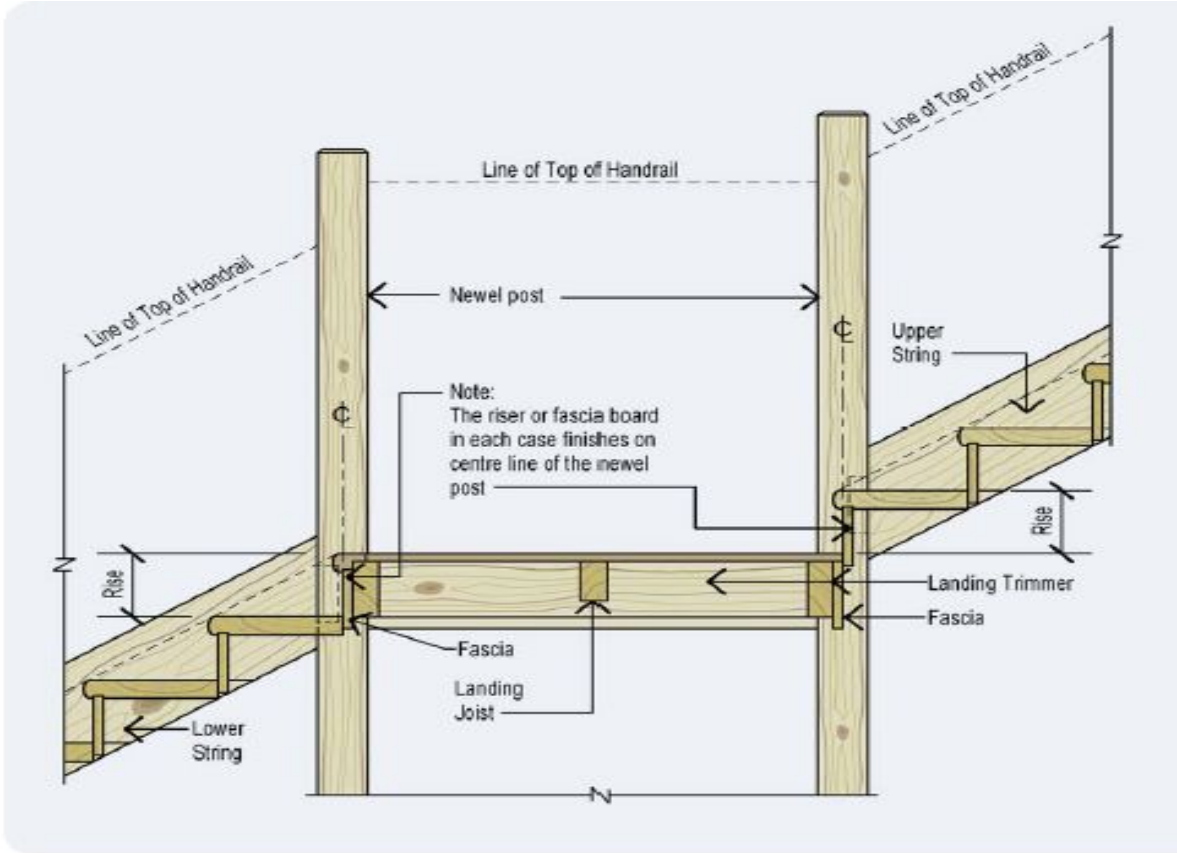 Line of Top of Handrail
Line of Top of Handrail
Line of Top of Handrail
Newel post
℄
℄
Upper
String
Note:
The riser or fascia board
in each case finishes on
centre line of the newel
post
Rise
Rise
Landing Trimmer
Fascia
Fascia
Landing
Joist
Lower
String